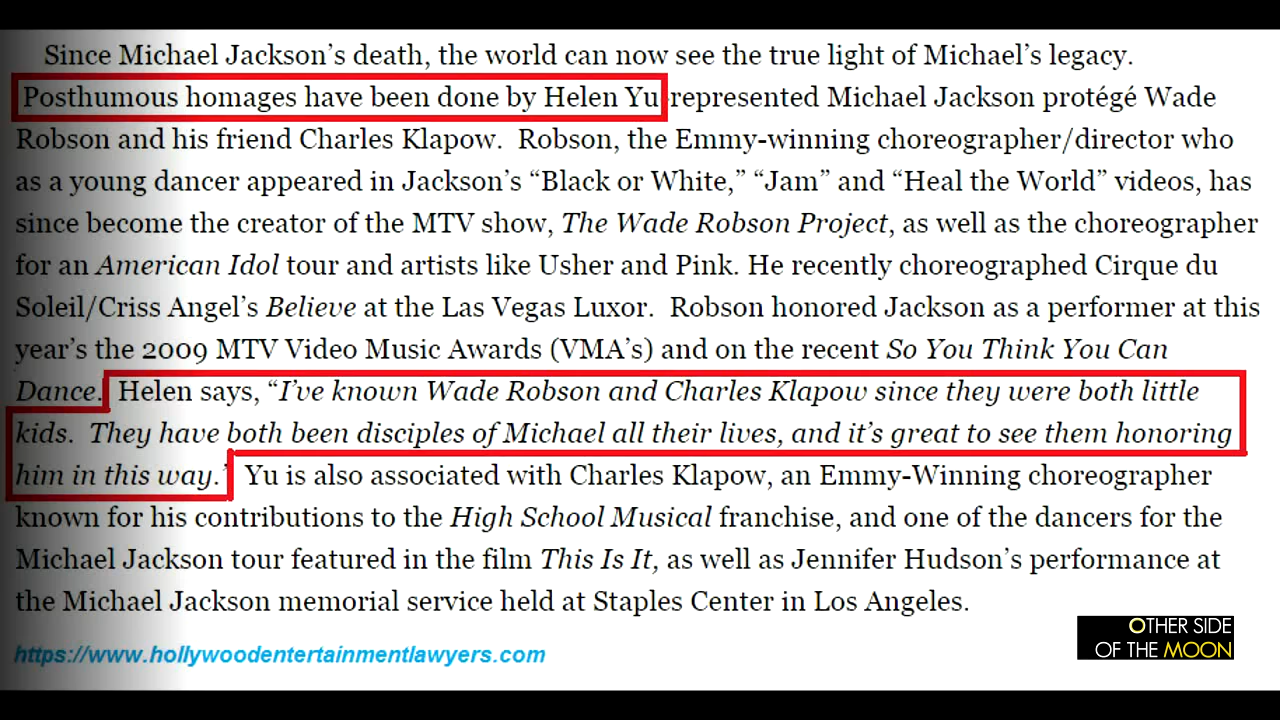 Since Michael Jackson’s death, the world can now see the true light of Michael’s legacy.
Posthumous homages have been done by Helen Yu represented Michael Jackson protégé Wade
Robson and his friend Charles Klapow. Robson, the Emmy-winning choreographer/director who
as a young dancer appeared in Jackson’s “Black or White,” “Jam” and “Heal the World” videos, has
since become the creator of the MTV show, The Wade Robson Project, as well as the choreographer
for an American Idol tour and artists like Usher and Pink. He recently choreographed Cirque du
Soleil/Criss Angel’s Believe at the Las Vegas Luxor. Robson honored Jackson as a performer at this
year’s the 2009 MTV Video Music Awards (VMA’s) and on the recent So You Think You Can
Dance. Helen says, “I’ve known Wade Robson and Charles Klapow since they were both little
kids. They have both been disciples of Michael all their lives, and it’s great to see them honoring
him in this way.” Yu is also associated with Charles Klapow, an Emmy-Winning choreographer
known for his contributions to the High School Musical franchise, and one of the dancers for the
Michael Jackson tour featured in the film This Is It, as well as Jennifer Hudson’s performance at
the Michael Jackson memorial service held at Staples Center in Los Angeles.
https://www.hollywoodentertainmentlawyers.com
OTHER SIDE
OF THE MOON